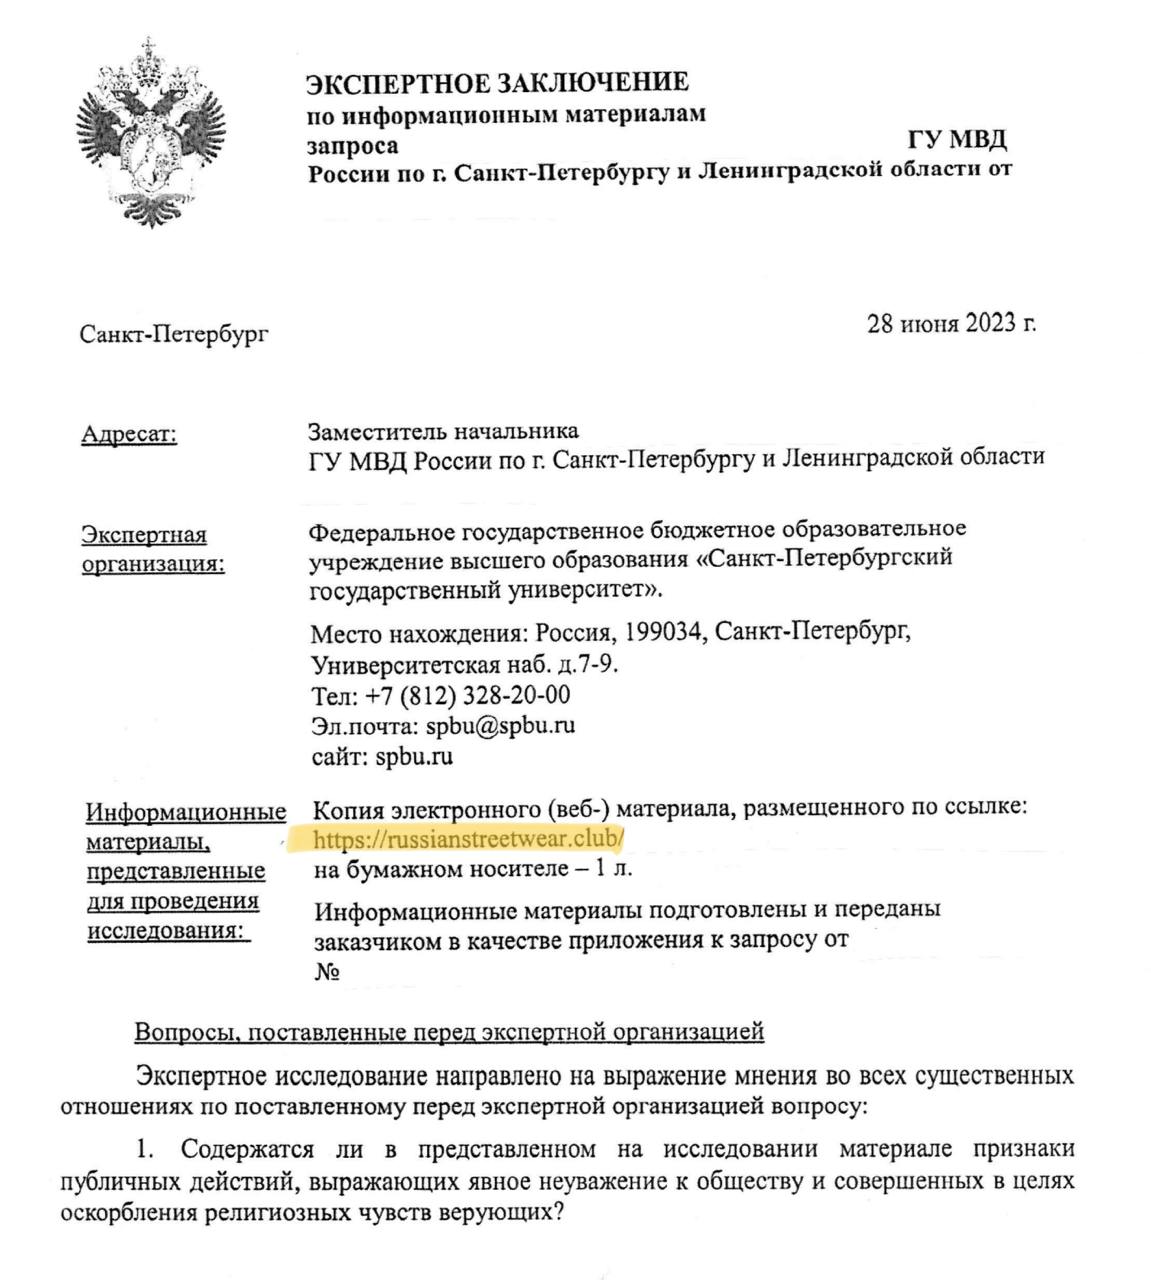 ЭКСПЕРТНОЕ ЗАКЛЮЧЕНИЕ
по информационным материалам
запроса ГУ МВД
России по г. Санкт-Петербургу и Ленинградской области от
Санкт-Петербург
28 июня 2023 г.
Адресат:
Заместитель начальника
ГУ МВД России по г. Санкт-Петербургу и Ленинградской области
Экспертная
организация:
Федеральное государственное бюджетное образовательное
учреждение высшего образования «Санкт-Петербургский
государственный университет».
Место нахождения: Россия, 199034, Санкт-Петербург,
Университетская наб. д.7-9.
Тел: +7 (812) 328-20-00
Эл.почта: spbu@spbu.ru
сайт: spbu.ru
Информационные
материалы,
представленные
для проведения
исследования:
Копия электронного (веб-) материала, размещенного по ссылке:
https://russianstreetwear.club/
на бумажном носителе – 1 л.
Информационные материалы подготовлены и переданы
заказчиком в качестве приложения к запросу от
№
Вопросы, поставленные перед экспертной организацией
Экспертное исследование направлено на выражение мнения во всех существенных
отношениях по поставленному перед экспертной организацией вопросу:
1. Содержатся ли в представленном на исследовании материале признаки
публичных действий, выражающих явное неуважение к обществу и совершенных в целях
оскорбления религиозных чувств верующих?